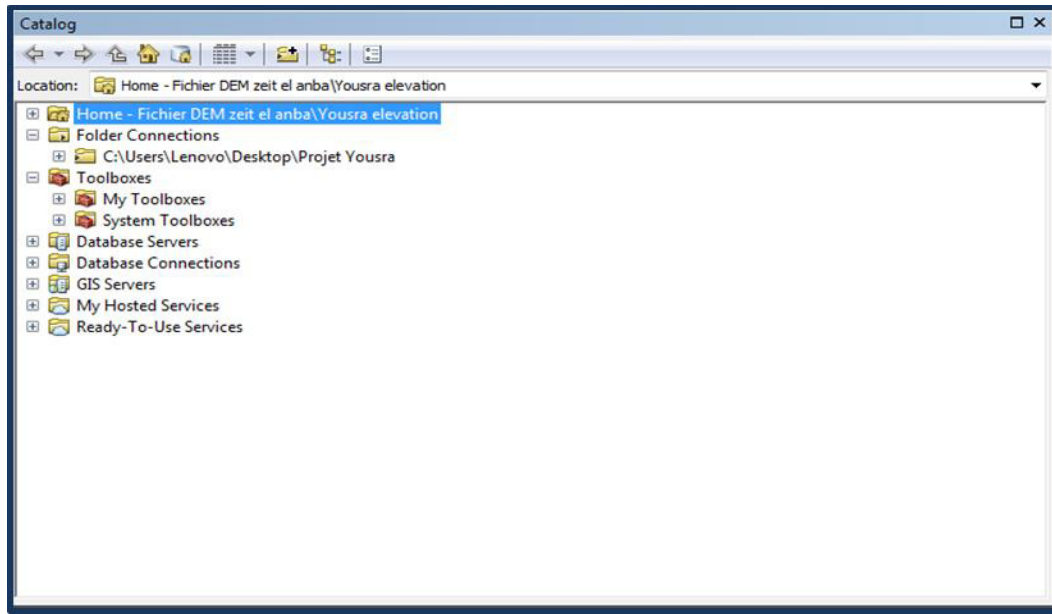 Catalog
Location: Home - Fichier DEM zeit el anba\Yousra elevation
Home - Fichier DEM zeit el anba\Yousra elevation
Folder Connections
C:\Users\Lenovo\Desktop\Projet Yousra
Toolboxes
My Toolboxes
System Toolboxes
Database Servers
Database Connections
GIS Servers
My Hosted Services
Ready-To-Use Services